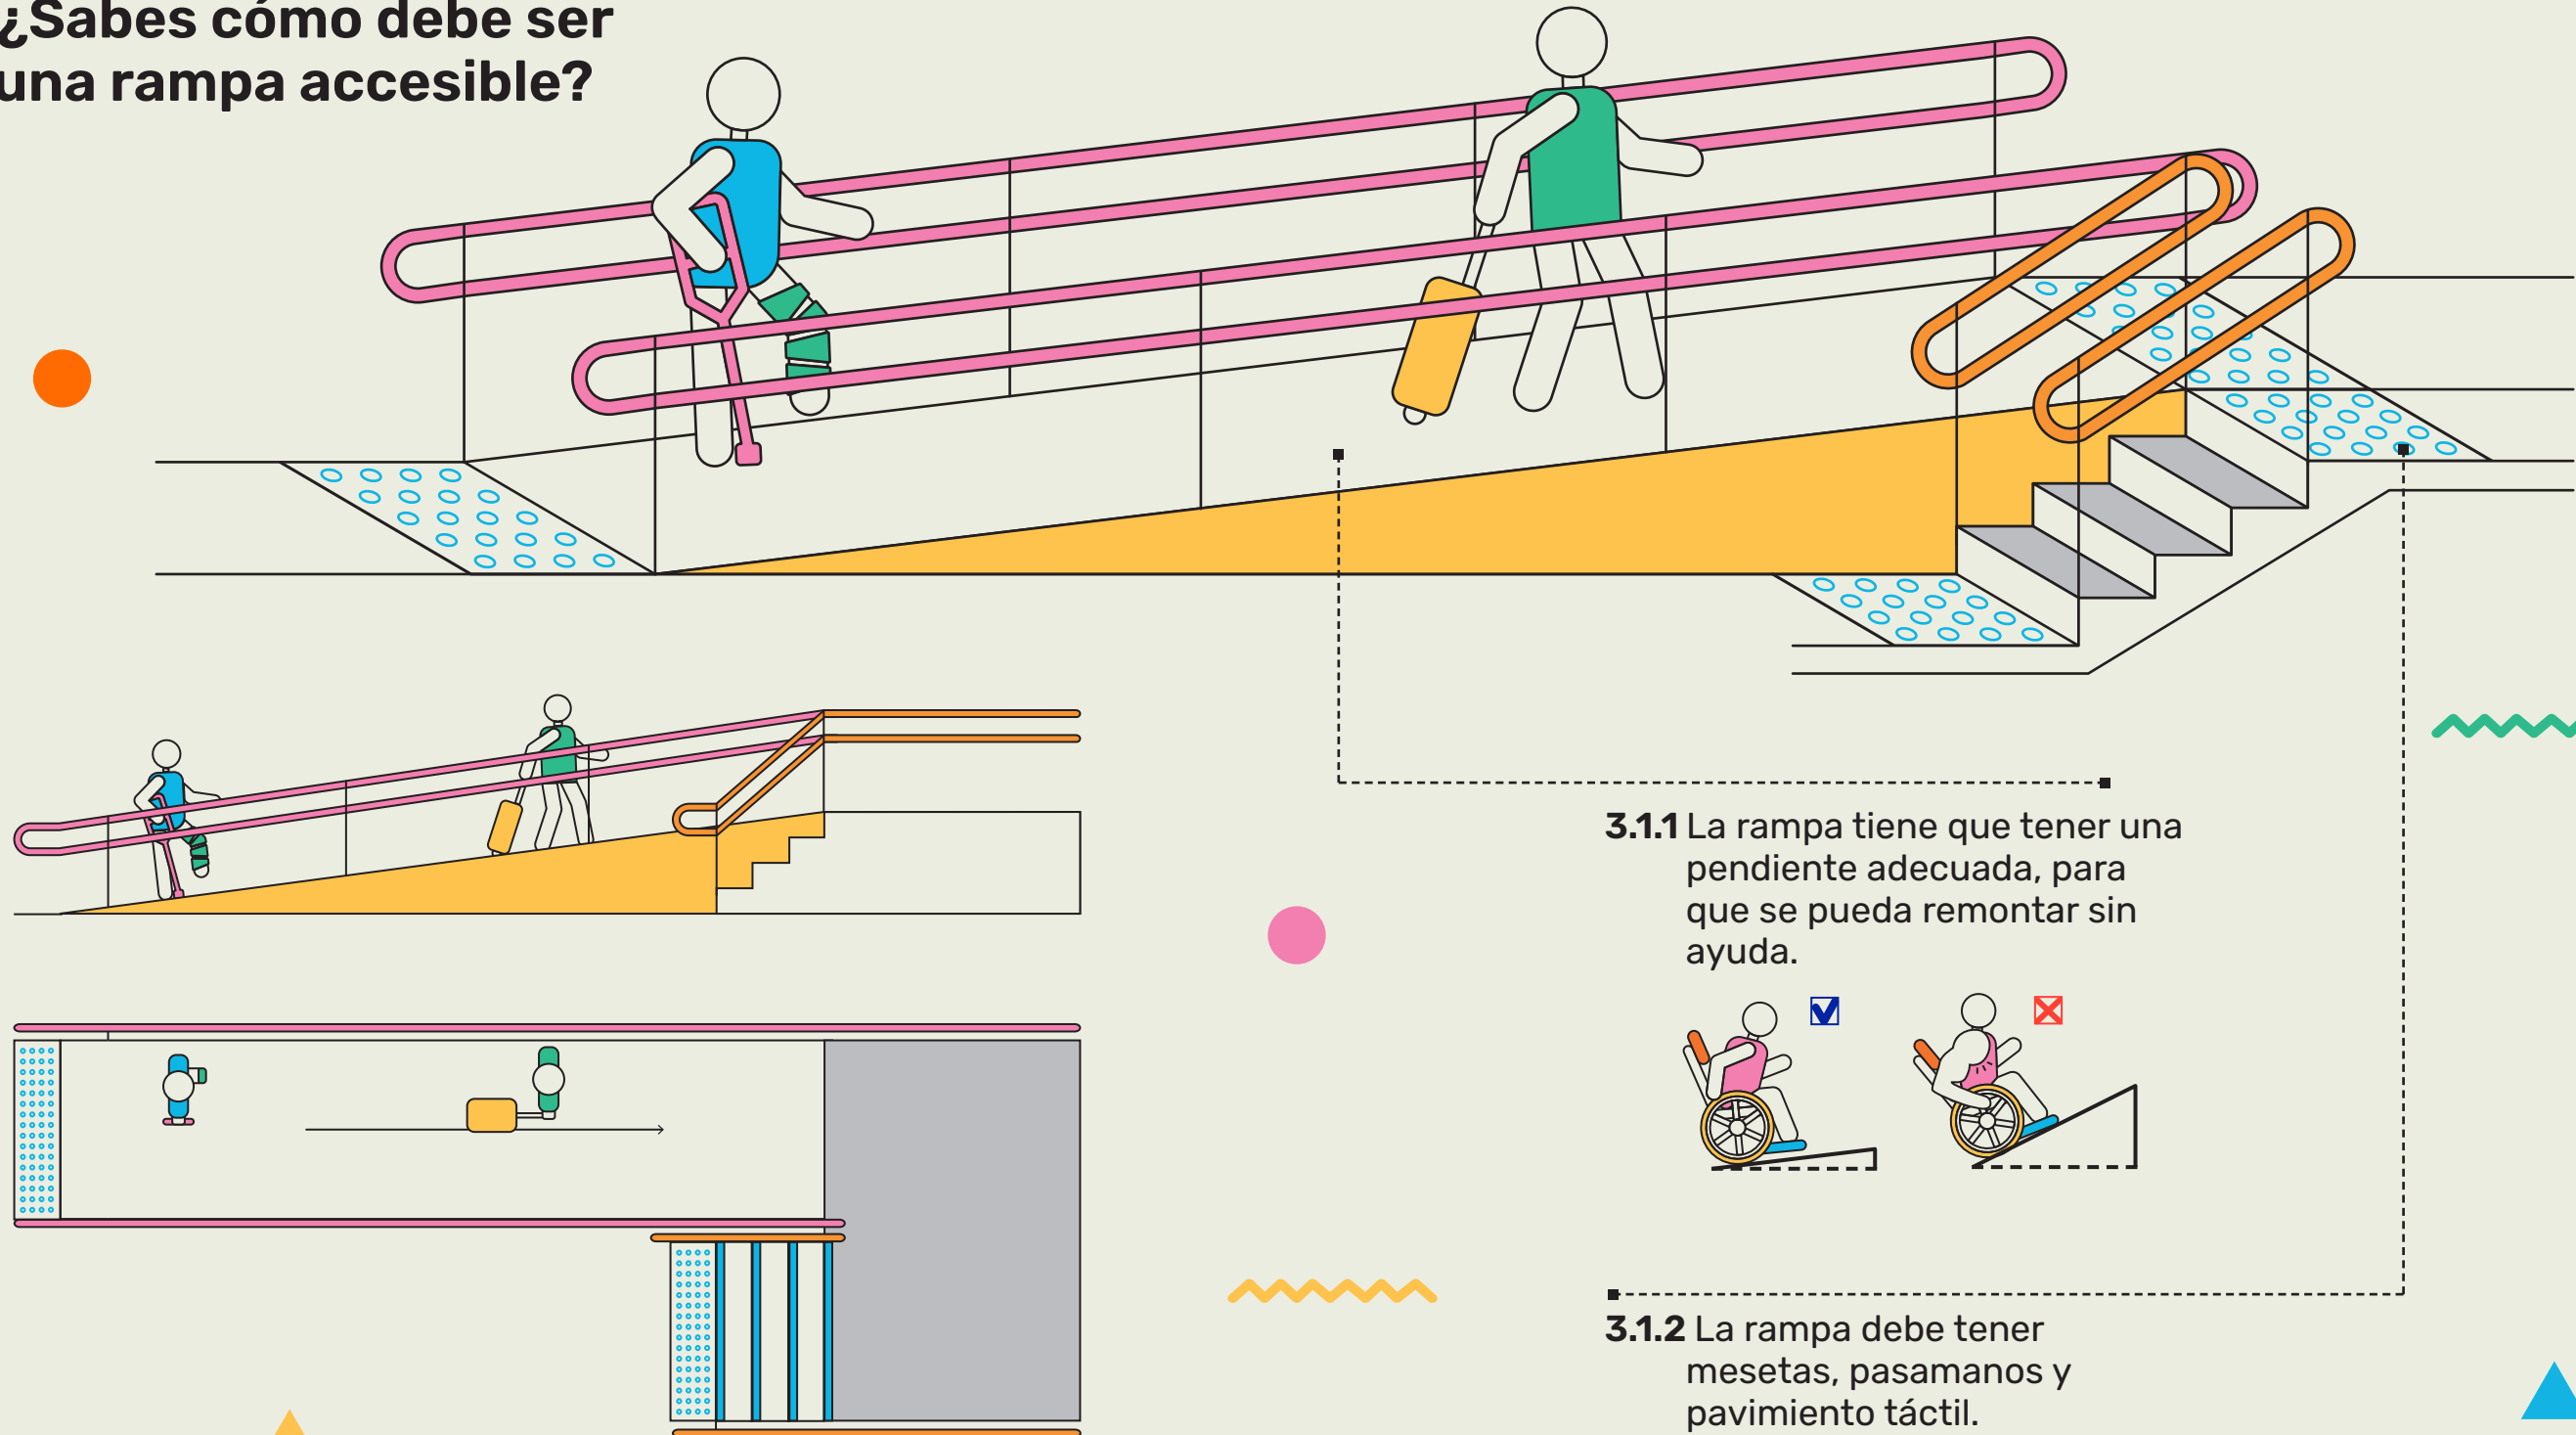 ¿Sabes cómo debe ser
una rampa accesible?
3.1.1 La rampa tiene que tener una
pendiente adecuada, para
que se pueda remontar sin
ayuda.
3.1.2 La rampa debe tener
mesetas, pasamanos y
pavimiento táctil.